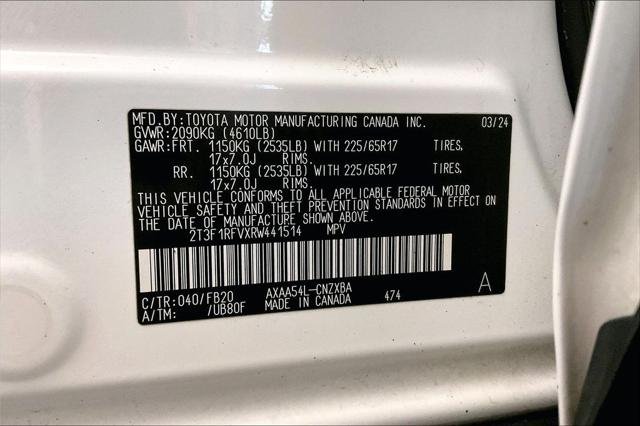 MFD.BY:TOYOTA MOTOR MANUFACTURING CANADA INC. 03/24
GVWR:2090KG (4610LB)
GAWR:FRT. 1150KG (2535LB) WITH 225/65R17 TIRES.
17x7.0J RIMS.
RR. 1150KG (2535LB) WITH 225/65R17 TIRES.
17x7.0J RIMS.
THIS VEHICLE CONFORMS TO ALL APPLICABLE FEDERAL MOTOR
VEHICLE SAFETY AND THEFT PREVENTION STANDARDS IN EFFECT ON
THE DATE OF MANUFACTURE SHOWN ABOVE.
2T3F1RFVXRW441514 MPV
C/TR:040/FB20 AXAA54L-CNZXBA 474 A
A/TM: /UB80F MADE IN CANADA